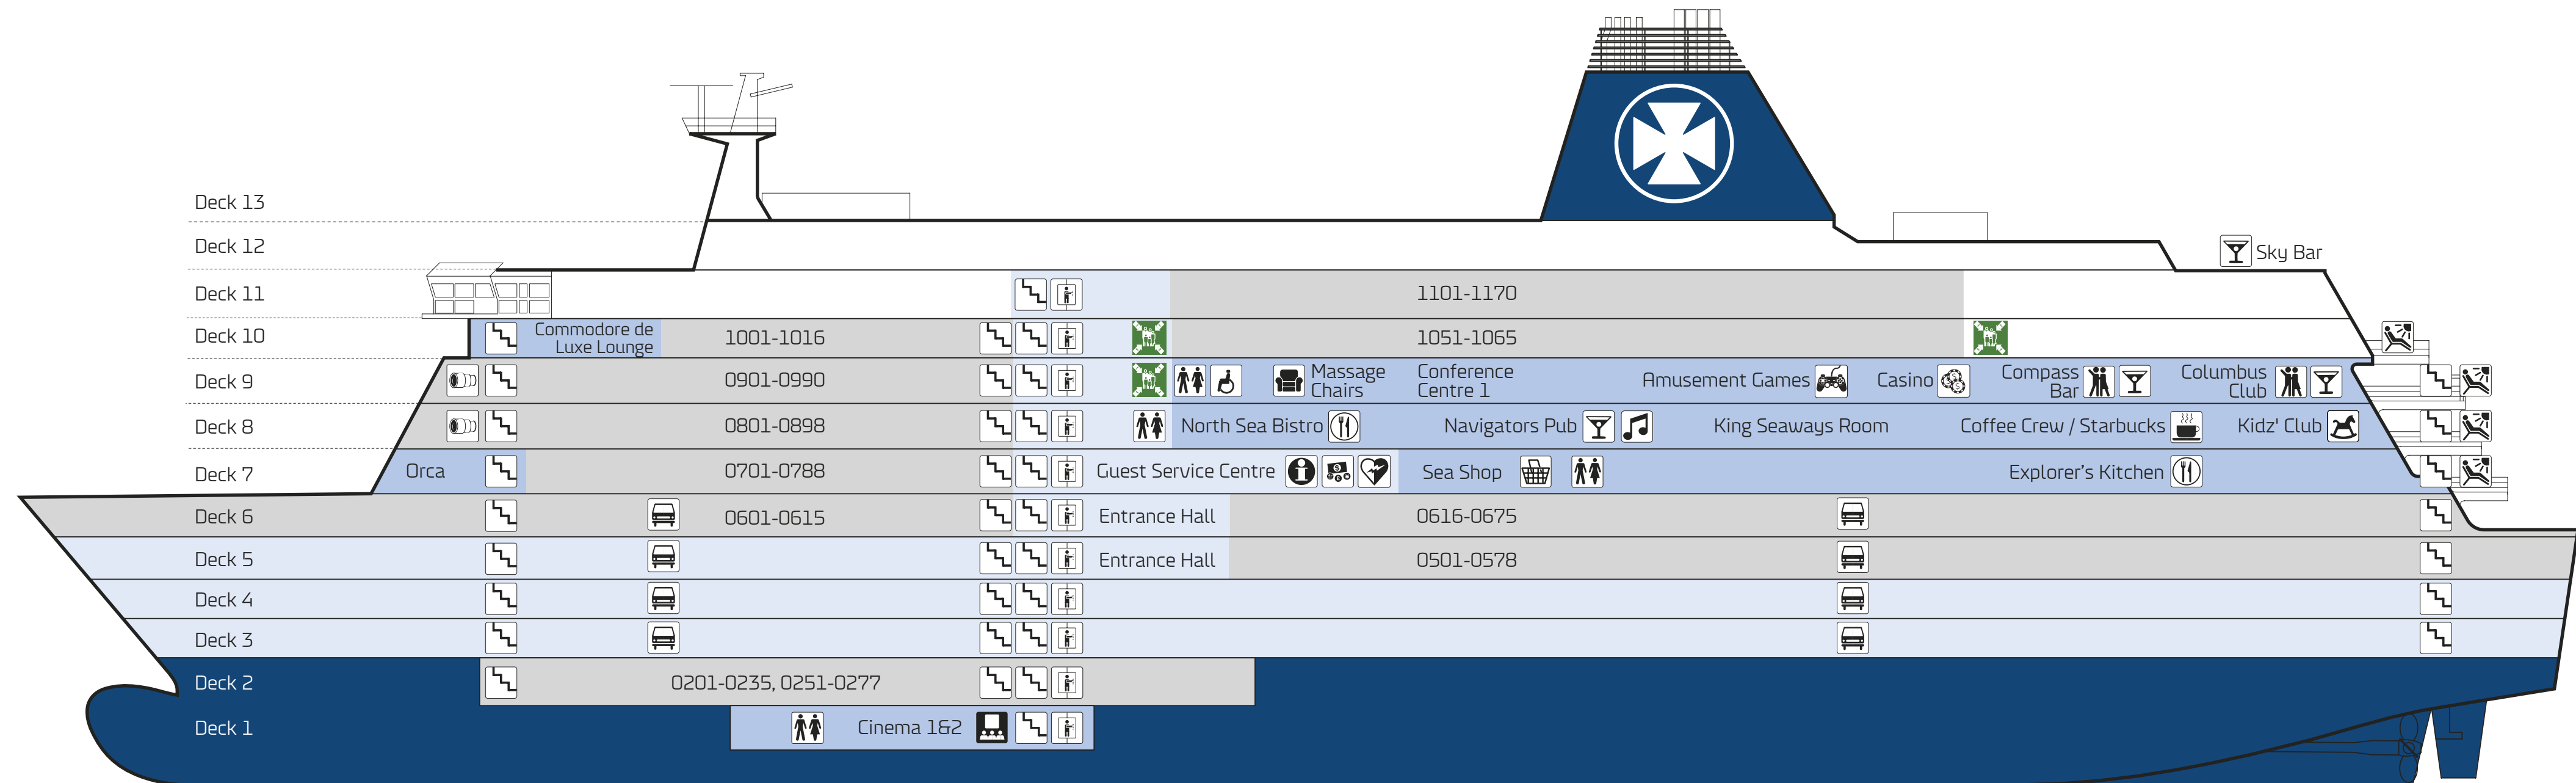 Deck 13
Deck 12
Sky Bar
Deck 11
1101-1170
Deck 10
Commodore de
Luxe Lounge
1001-1016
1051-1065
Deck 9
0901-0990
Massage
Chairs
Conference
Centre 1
Amusement Games
Casino
Compass
Bar
Columbus
Club
Deck 8
0801-0898
North Sea Bistro
Navigators Pub
King Seaways Room
Coffee Crew / Starbucks
Kidz' Club
Deck 7
Orca
0701-0788
Guest Service Centre
Sea Shop
Explorer's Kitchen
Deck 6
0601-0615
Entrance Hall
0616-0675
Deck 5
Entrance Hall
0501-0578
Deck 4
Deck 3
Deck 2
0201-0235, 0251-0277
Deck 1
Cinema 1&2